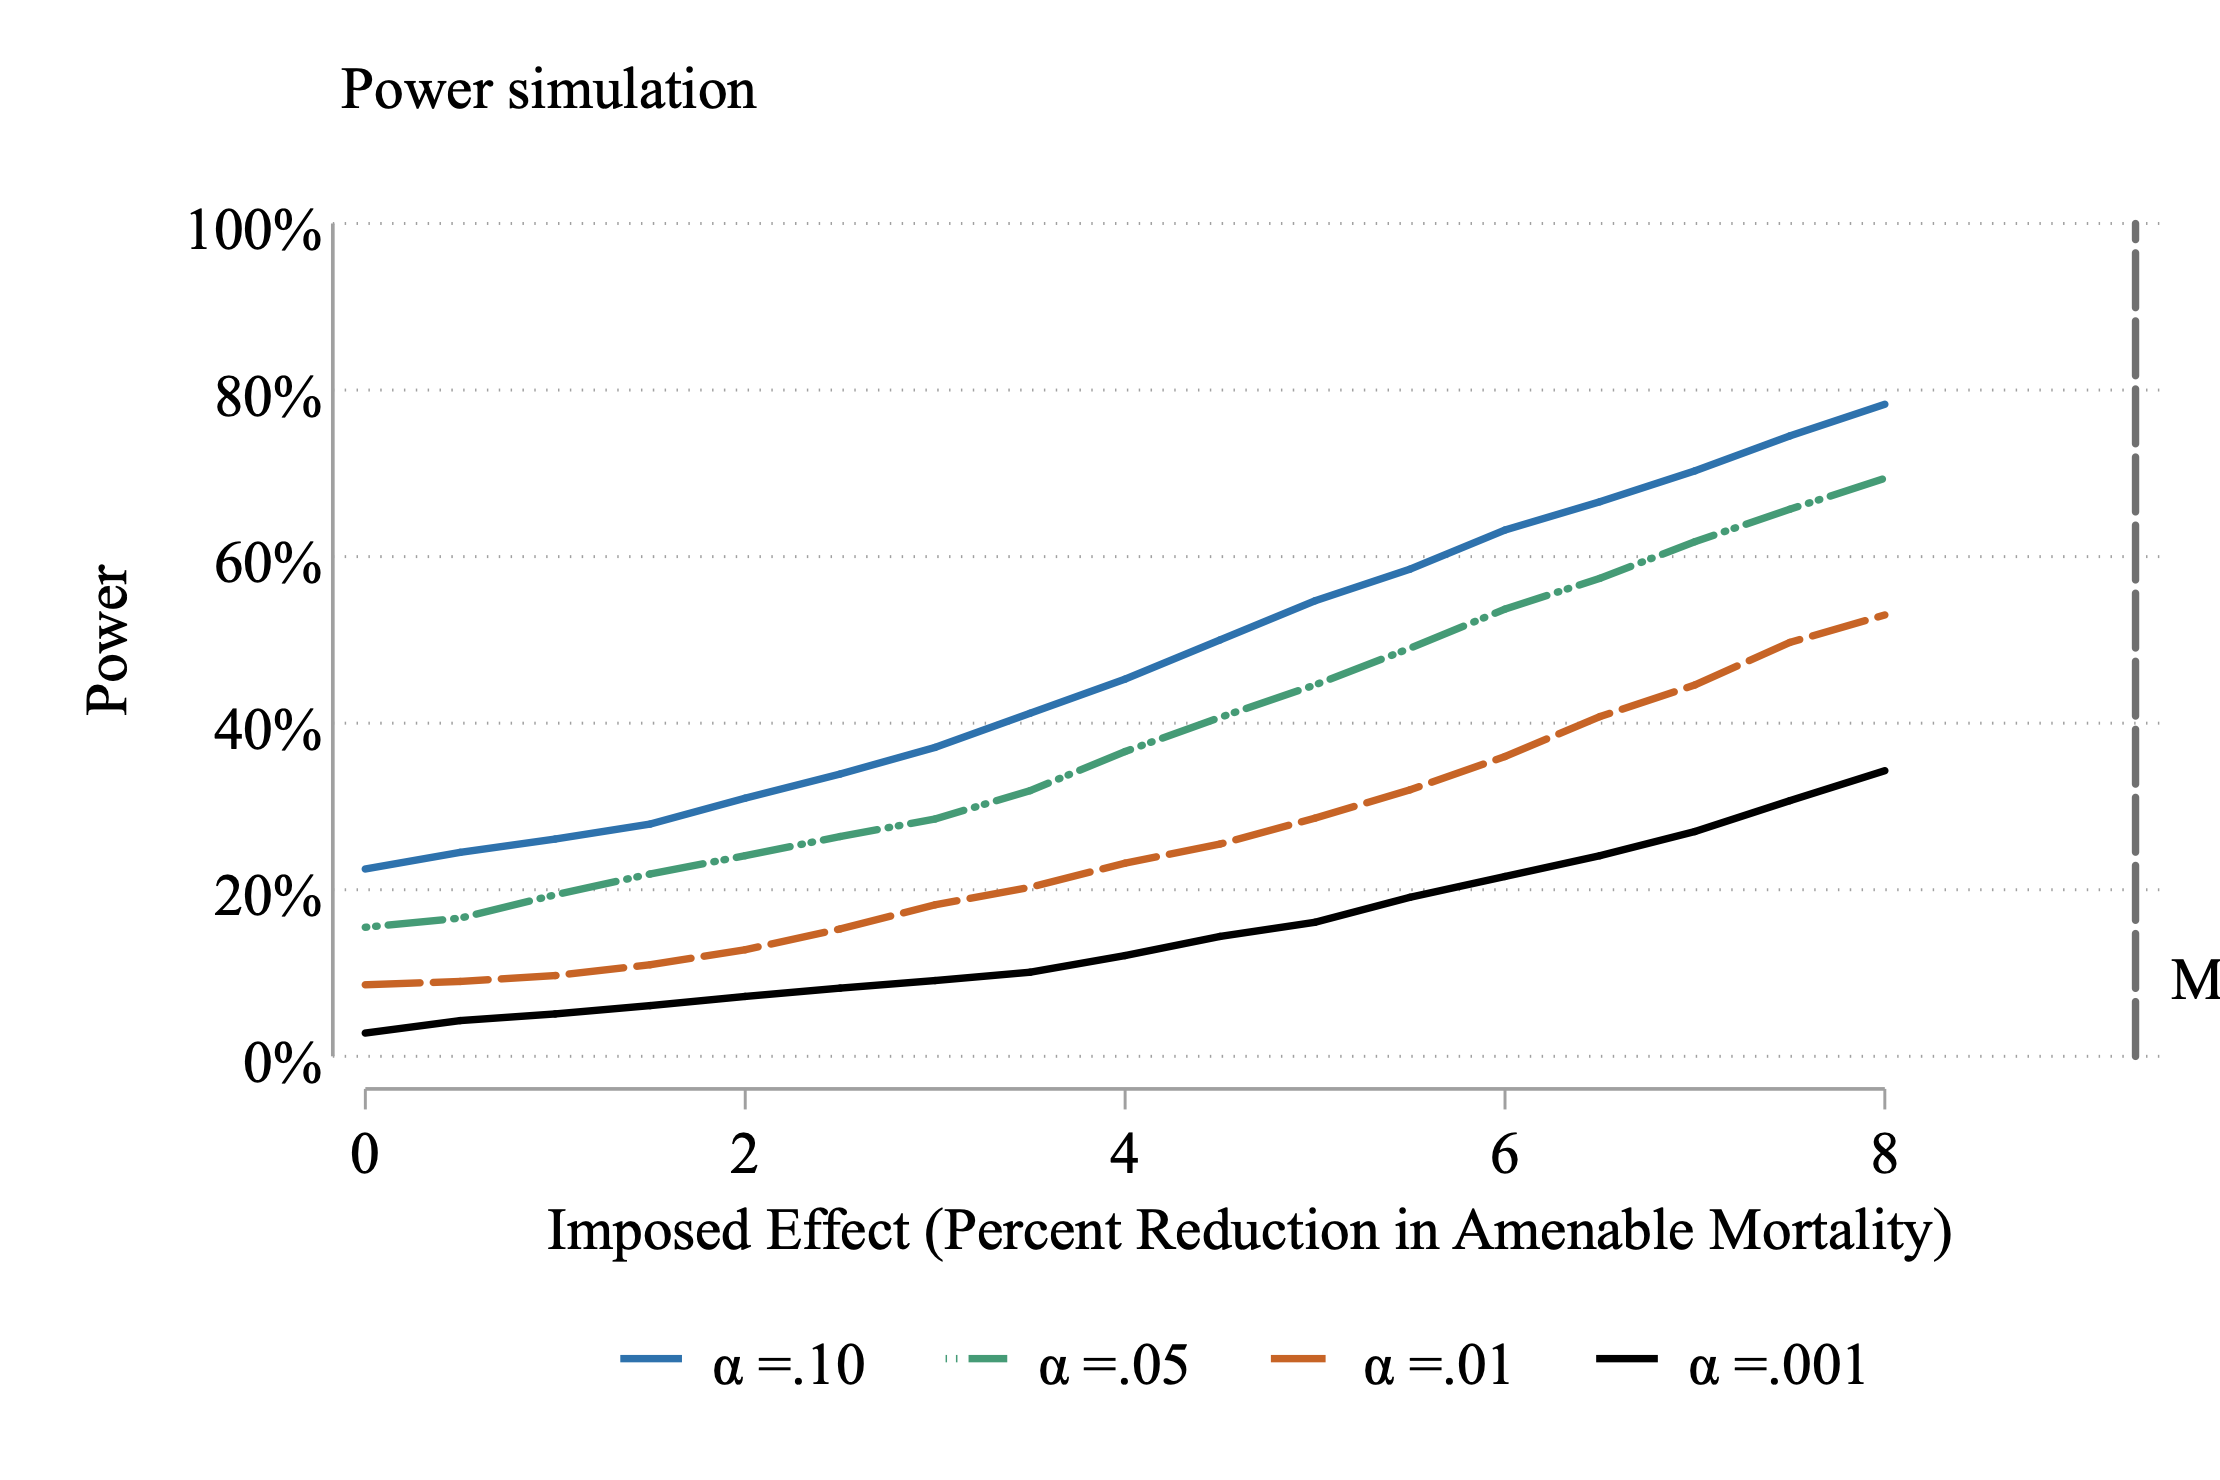 Power simulation
100%
80%
60%
40%
20%
0%
Power
M
0 2 4 6 8
Imposed Effect (Percent Reduction in Amenable Mortality)
α =.10 α =.05 α =.01 α =.001